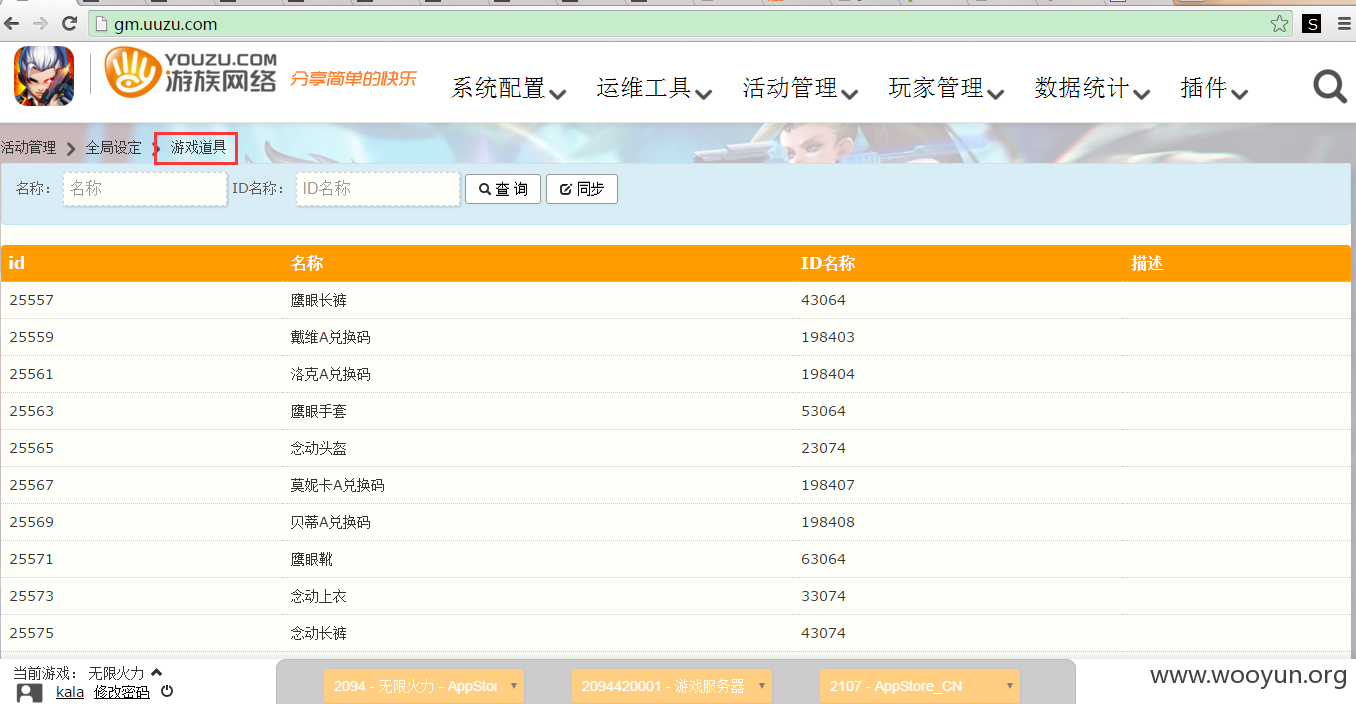 gm.uuzu.com
S
YOUZU.COM
游族网络
分享简单的快乐
系统配置 运维工具 活动管理 玩家管理 数据统计 插件
活动管理 全局设定 游戏道具
名称： 名称 ID名称： ID名称 查 询 同步
id 名称 ID名称 描述
25557 鹰眼长裤 43064
25559 戴维A兑换码 198403
25561 洛克A兑换码 198404
25563 鹰眼手套 53064
25565 念动头盔 23074
25567 莫妮卡A兑换码 198407
25569 贝蒂A兑换码 198408
25571 鹰眼靴 63064
25573 念动上衣 33074
25575 念动长裤 43074
当前游戏： 无限火力
kala 修改密码
2094 - 无限火力 - AppStor 2094420001 - 游戏服务器 2107 - AppStore_CN
www.wooyun.org